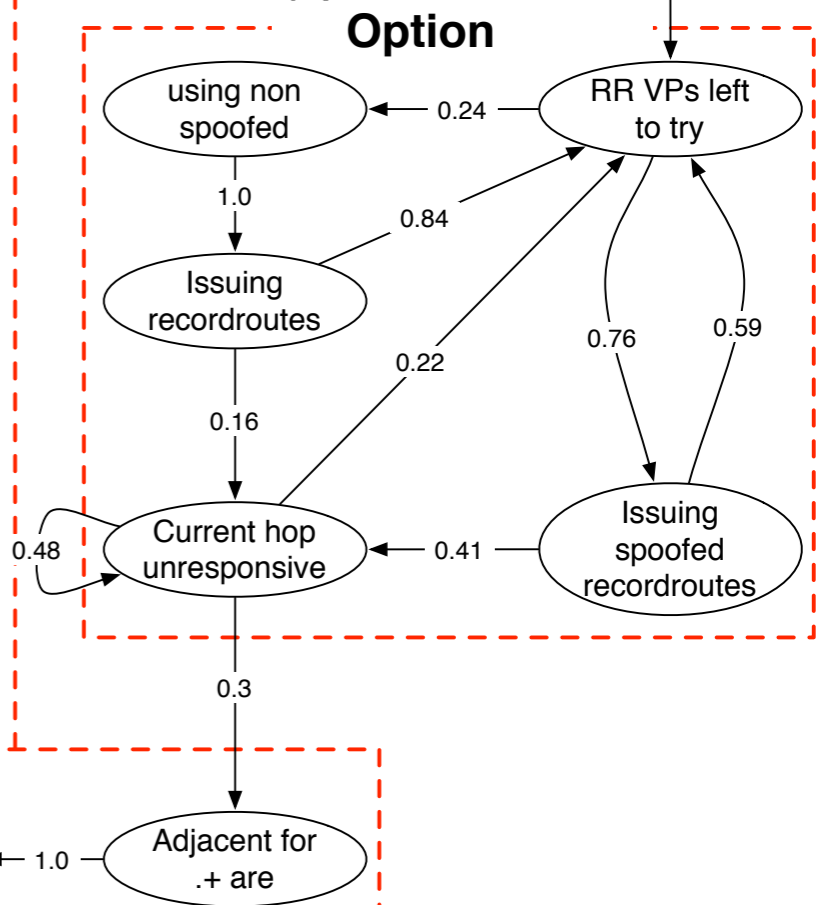 Option
using non
spoofed
0.24
RR VPs left
to try
1.0
0.84
Issuing
recordroutes
0.76
0.59
0.22
0.16
Current hop
unresponsive
0.48
0.41
Issuing
spoofed
recordroutes
0.3
Adjacent for
.+ are
1.0